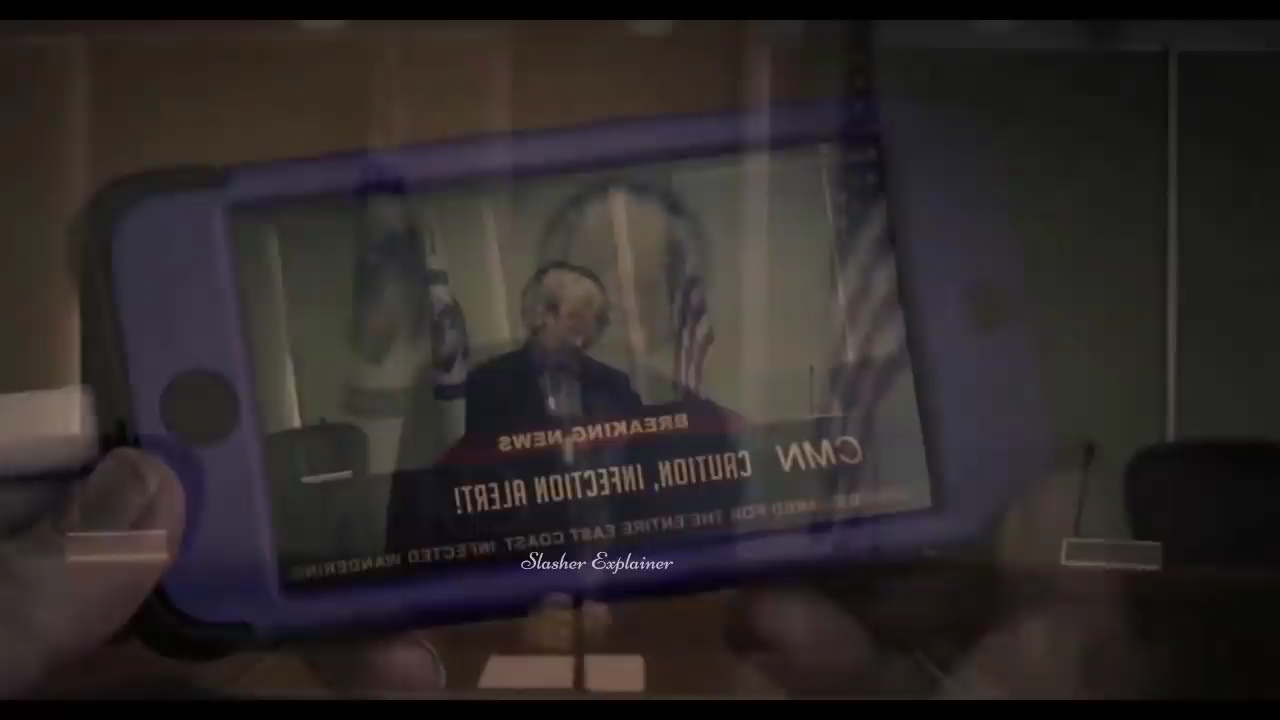 BREAKING NEWS
CMN
CAUTION, INFECTION ALERT!
FOR THE ENTIRE EAST COAST INFECTED WANDERING
Slasher Explainer